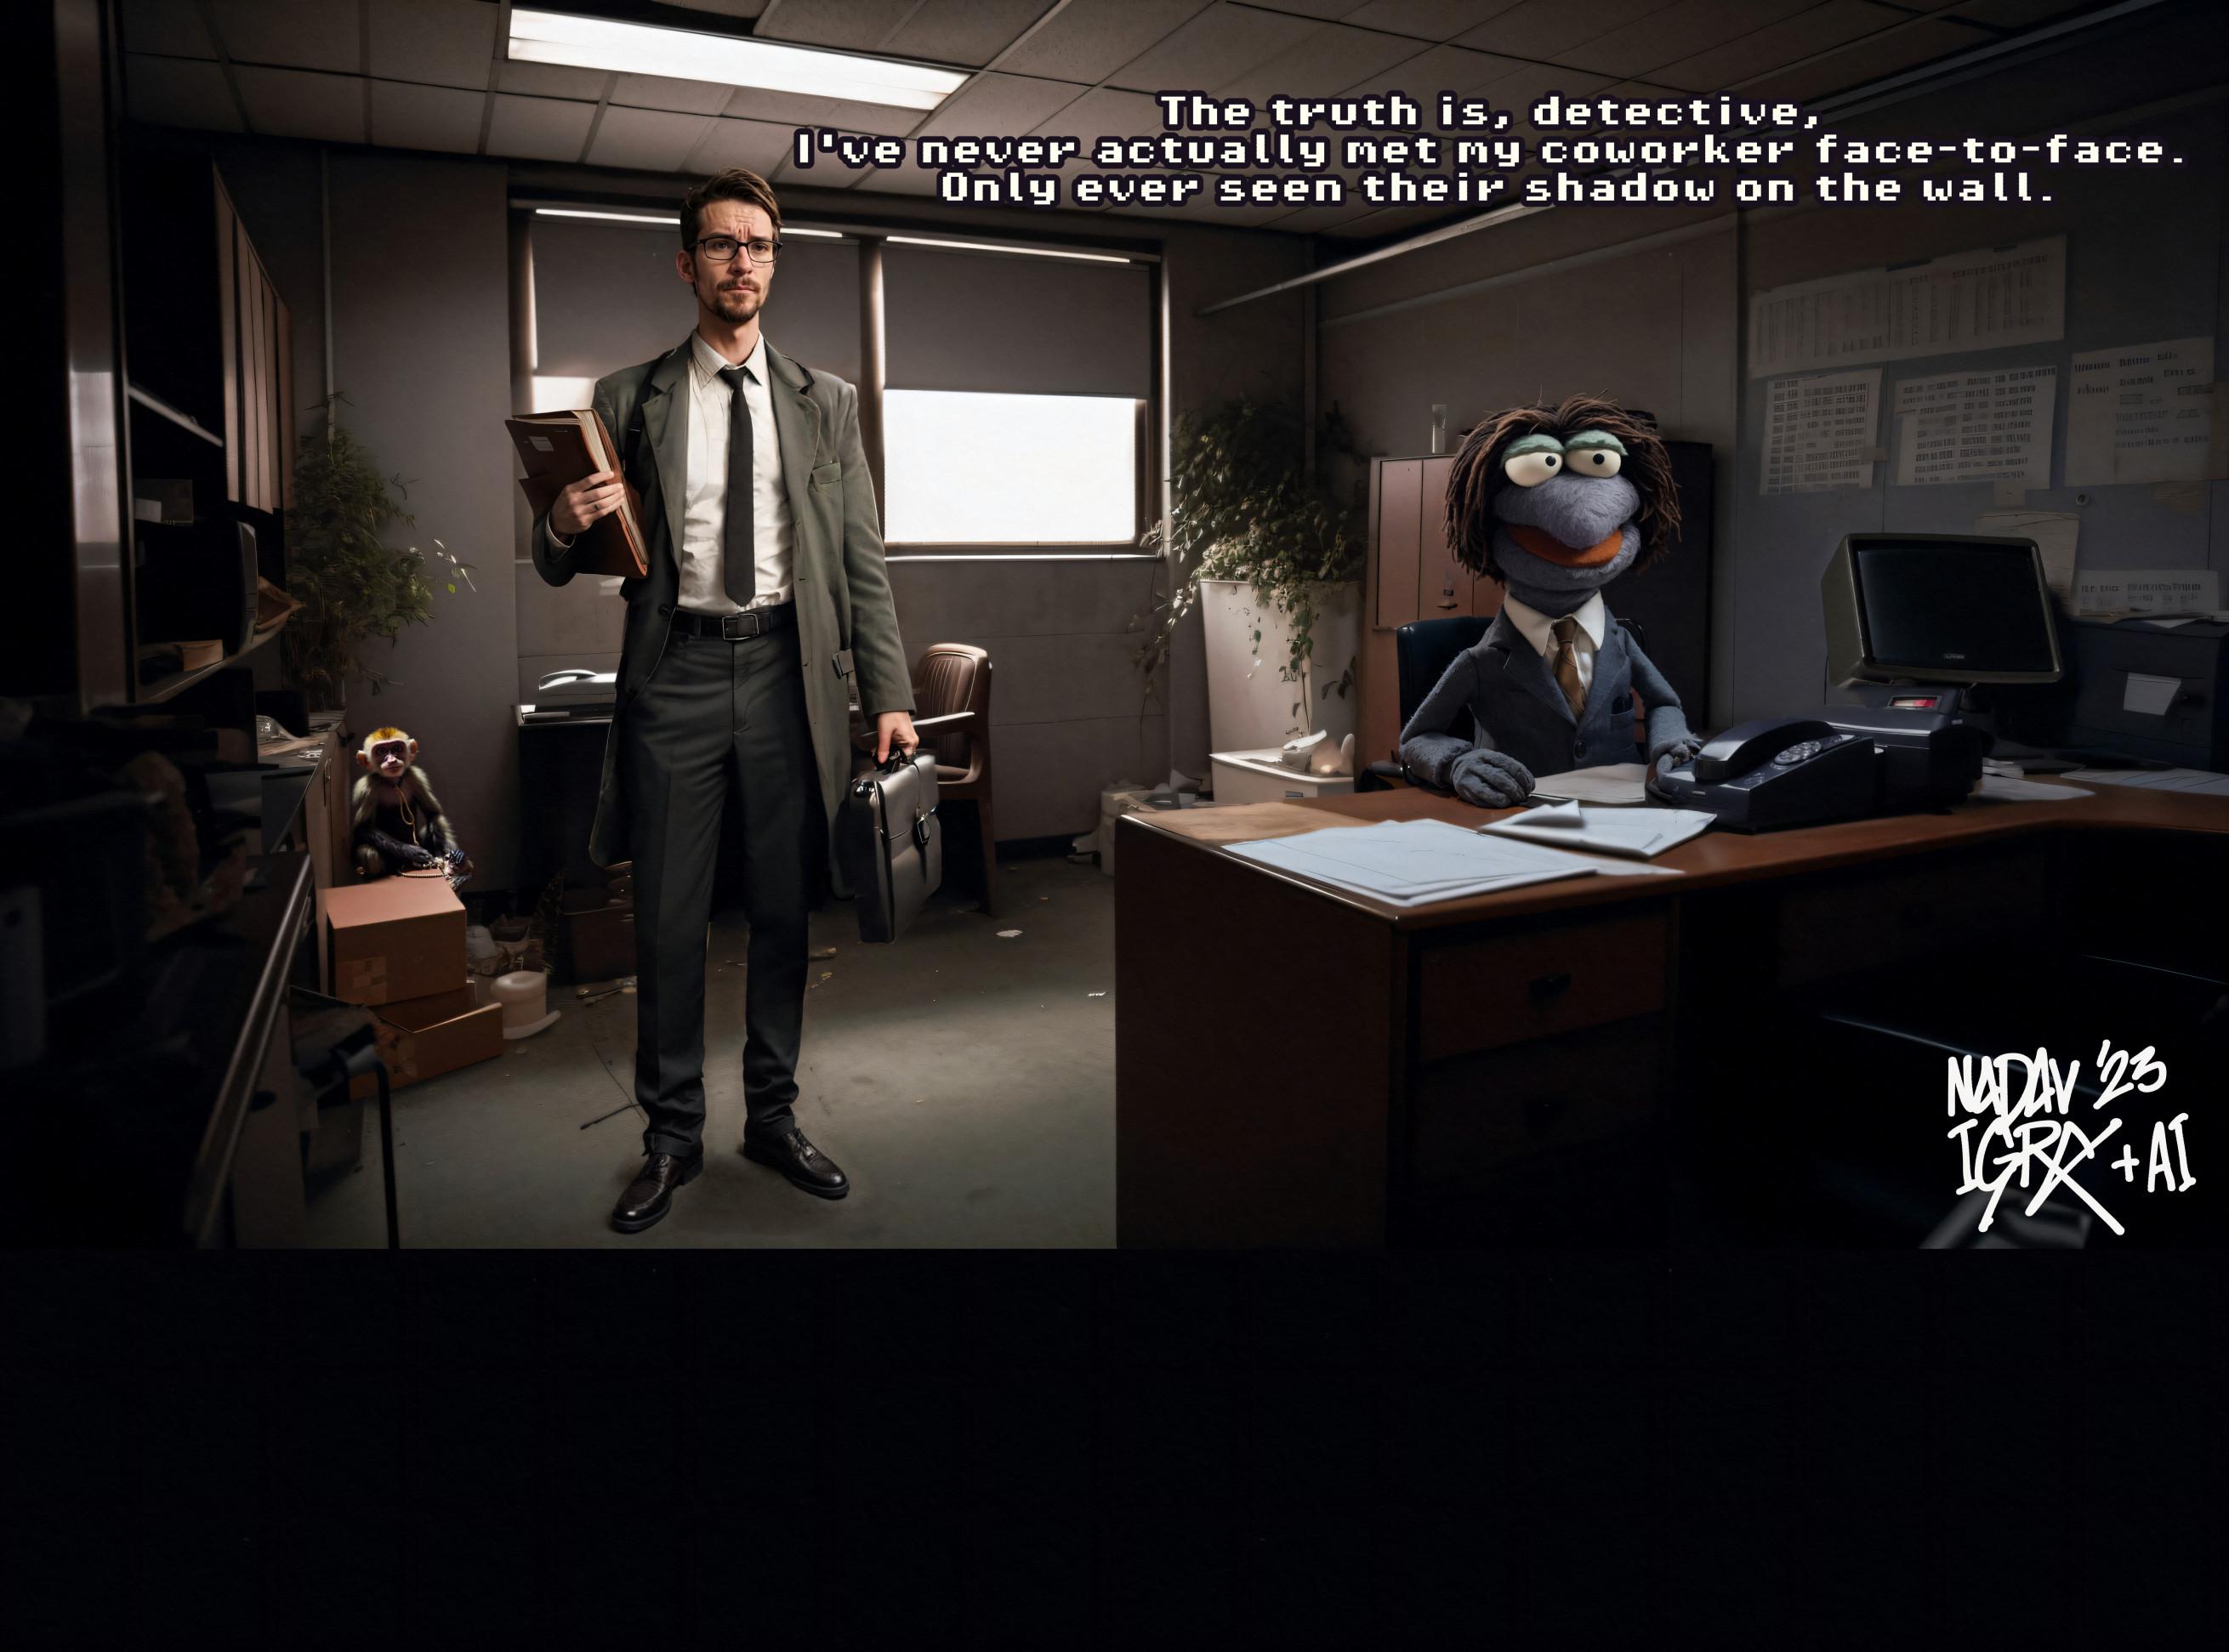 The truth is, detective,
I've never actually met my coworker face-to-face.
Only ever seen their shadow on the wall.
NADAV '23
IGRX + AI